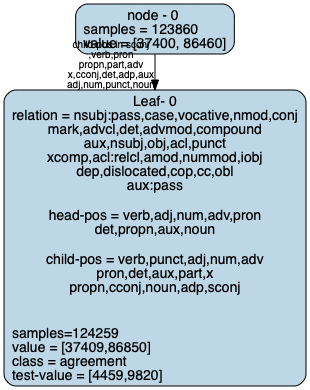 node - 0
samples = 123860
value = [37400, 86460]
child-pos in sconj
,verb,pron
propn,part,adv
x,cconj,det,adp,aux
adj,num,punct,noun
Leaf- 0
relation = nsubj:pass,case,vocative,nmod,conj
mark,advcl,det,advmod,compound
aux,nsubj,obj,acl,punct
xcomp,acl:relcl,amod,nummod,iobj
dep,dislocated,cop,cc,obl
aux:pass
head-pos = verb,adj,num,adv,pron
det,propn,aux,noun
child-pos = verb,punct,adj,num,adv
pron,det,aux,part,x
propn,cconj,noun,adp,sconj
samples=124259
value = [37409,86850]
class = agreement
test-value = [4459,9820]